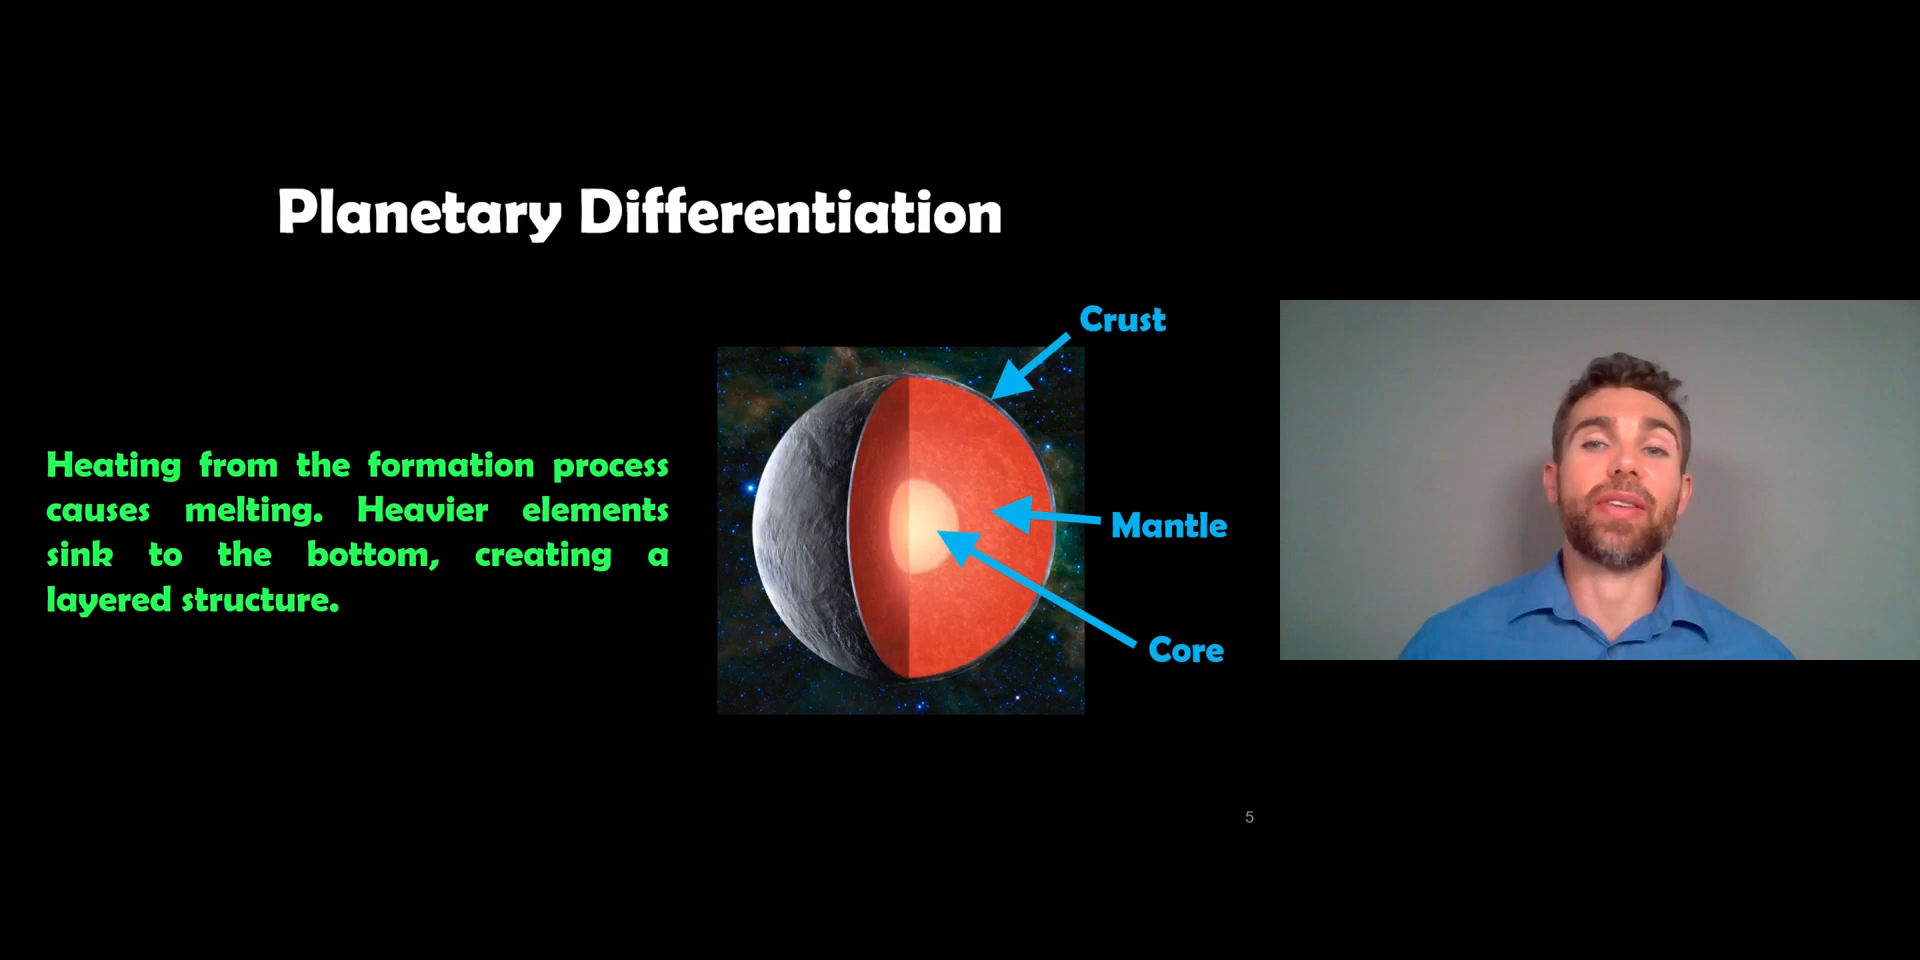 Planetary Differentiation
Crust
Heating from the formation process
causes melting. Heavier elements
sink to the bottom, creating a
layered structure.
Mantle
Core
5